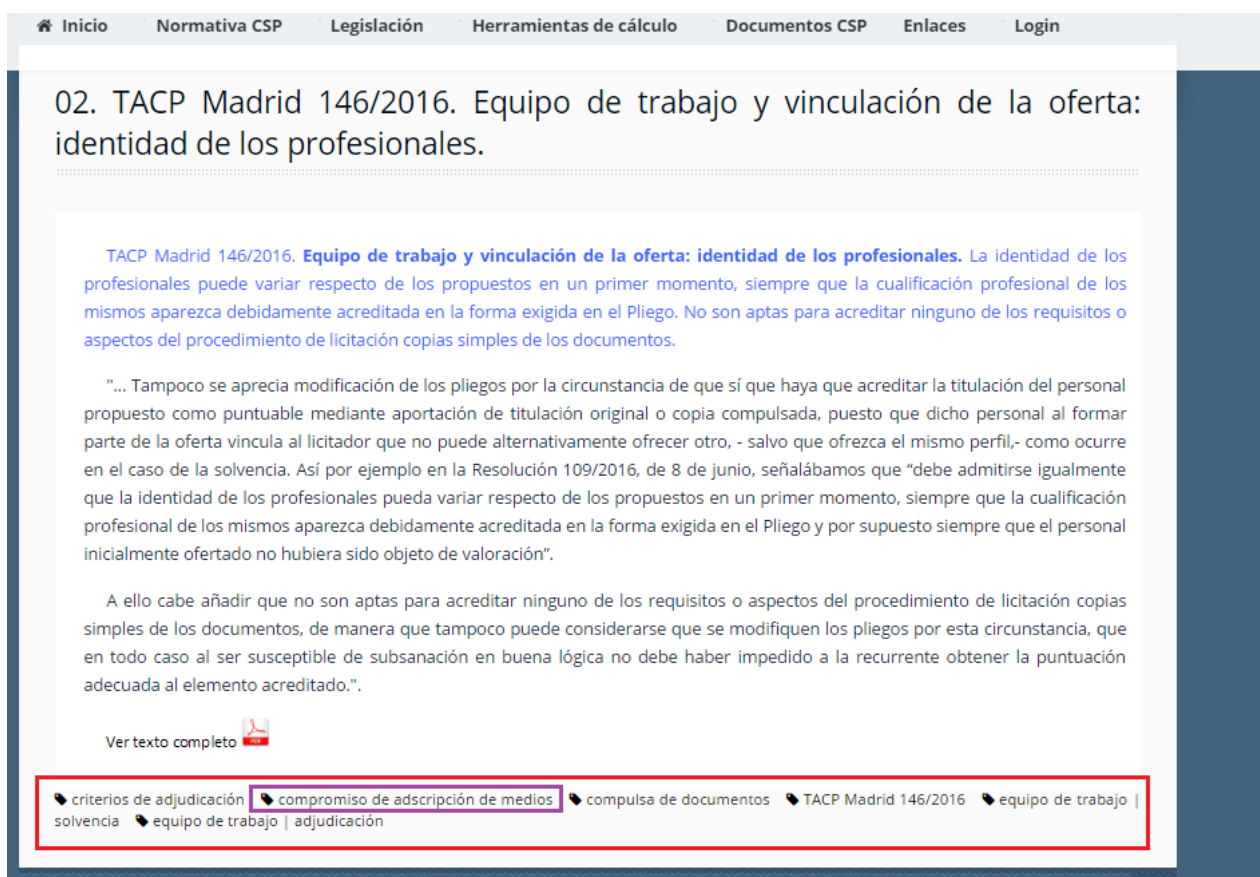 Inicio Normativa CSP Legislación Herramientas de cálculo Documentos CSP Enlaces Login
02. TACP Madrid 146/2016. Equipo de trabajo y vinculación de la oferta:
identidad de los profesionales.
TACP Madrid 146/2016. Equipo de trabajo y vinculación de la oferta: identidad de los profesionales. La identidad de los
profesionales puede variar respecto de los propuestos en un primer momento, siempre que la cualificación profesional de los
mismos aparezca debidamente acreditada en la forma exigida en el Pliego. No son aptas para acreditar ninguno de los requisitos o
aspectos del procedimiento de licitación copias simples de los documentos.
"... Tampoco se aprecia modificación de los pliegos por la circunstancia de que sí que haya que acreditar la titulación del personal
propuesto como puntuable mediante aportación de titulación original o copia compulsada, puesto que dicho personal al formar
parte de la oferta vincula al licitador que no puede alternativamente ofrecer otro, - salvo que ofrezca el mismo perfil,- como ocurre
en el caso de la solvencia. Así por ejemplo en la Resolución 109/2016, de 8 de junio, señalábamos que “debe admitirse igualmente
que la identidad de los profesionales pueda variar respecto de los propuestos en un primer momento, siempre que la cualificación
profesional de los mismos aparezca debidamente acreditada en la forma exigida en el Pliego y por supuesto siempre que el personal
inicialmente ofertado no hubiera sido objeto de valoración”.
A ello cabe añadir que no son aptas para acreditar ninguno de los requisitos o aspectos del procedimiento de licitación copias
simples de los documentos, de manera que tampoco puede considerarse que se modifiquen los pliegos por esta circunstancia, que
en todo caso al ser susceptible de subsanación en buena lógica no debe haber impedido a la recurrente obtener la puntuación
adecuada al elemento acreditado.".
Ver texto completo
criterios de adjudicación compromiso de adscripción de medios compulsa de documentos TACP Madrid 146/2016 equipo de trabajo |
solvencia equipo de trabajo | adjudicación